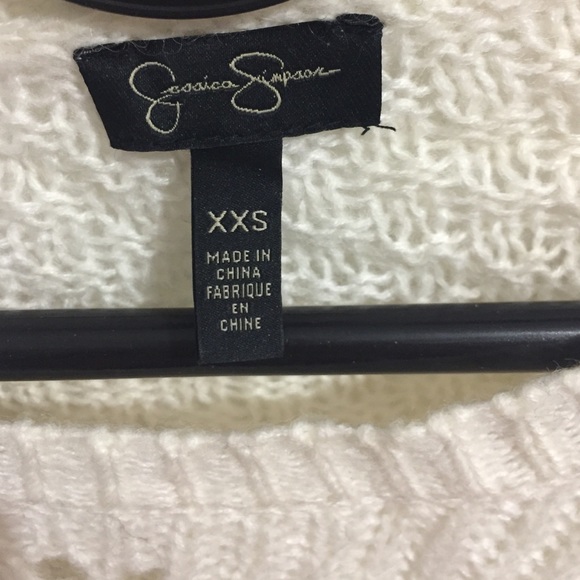 Jessica Simpson
XXS
MADE IN
CHINA
FABRIQUE
EN
CHINE